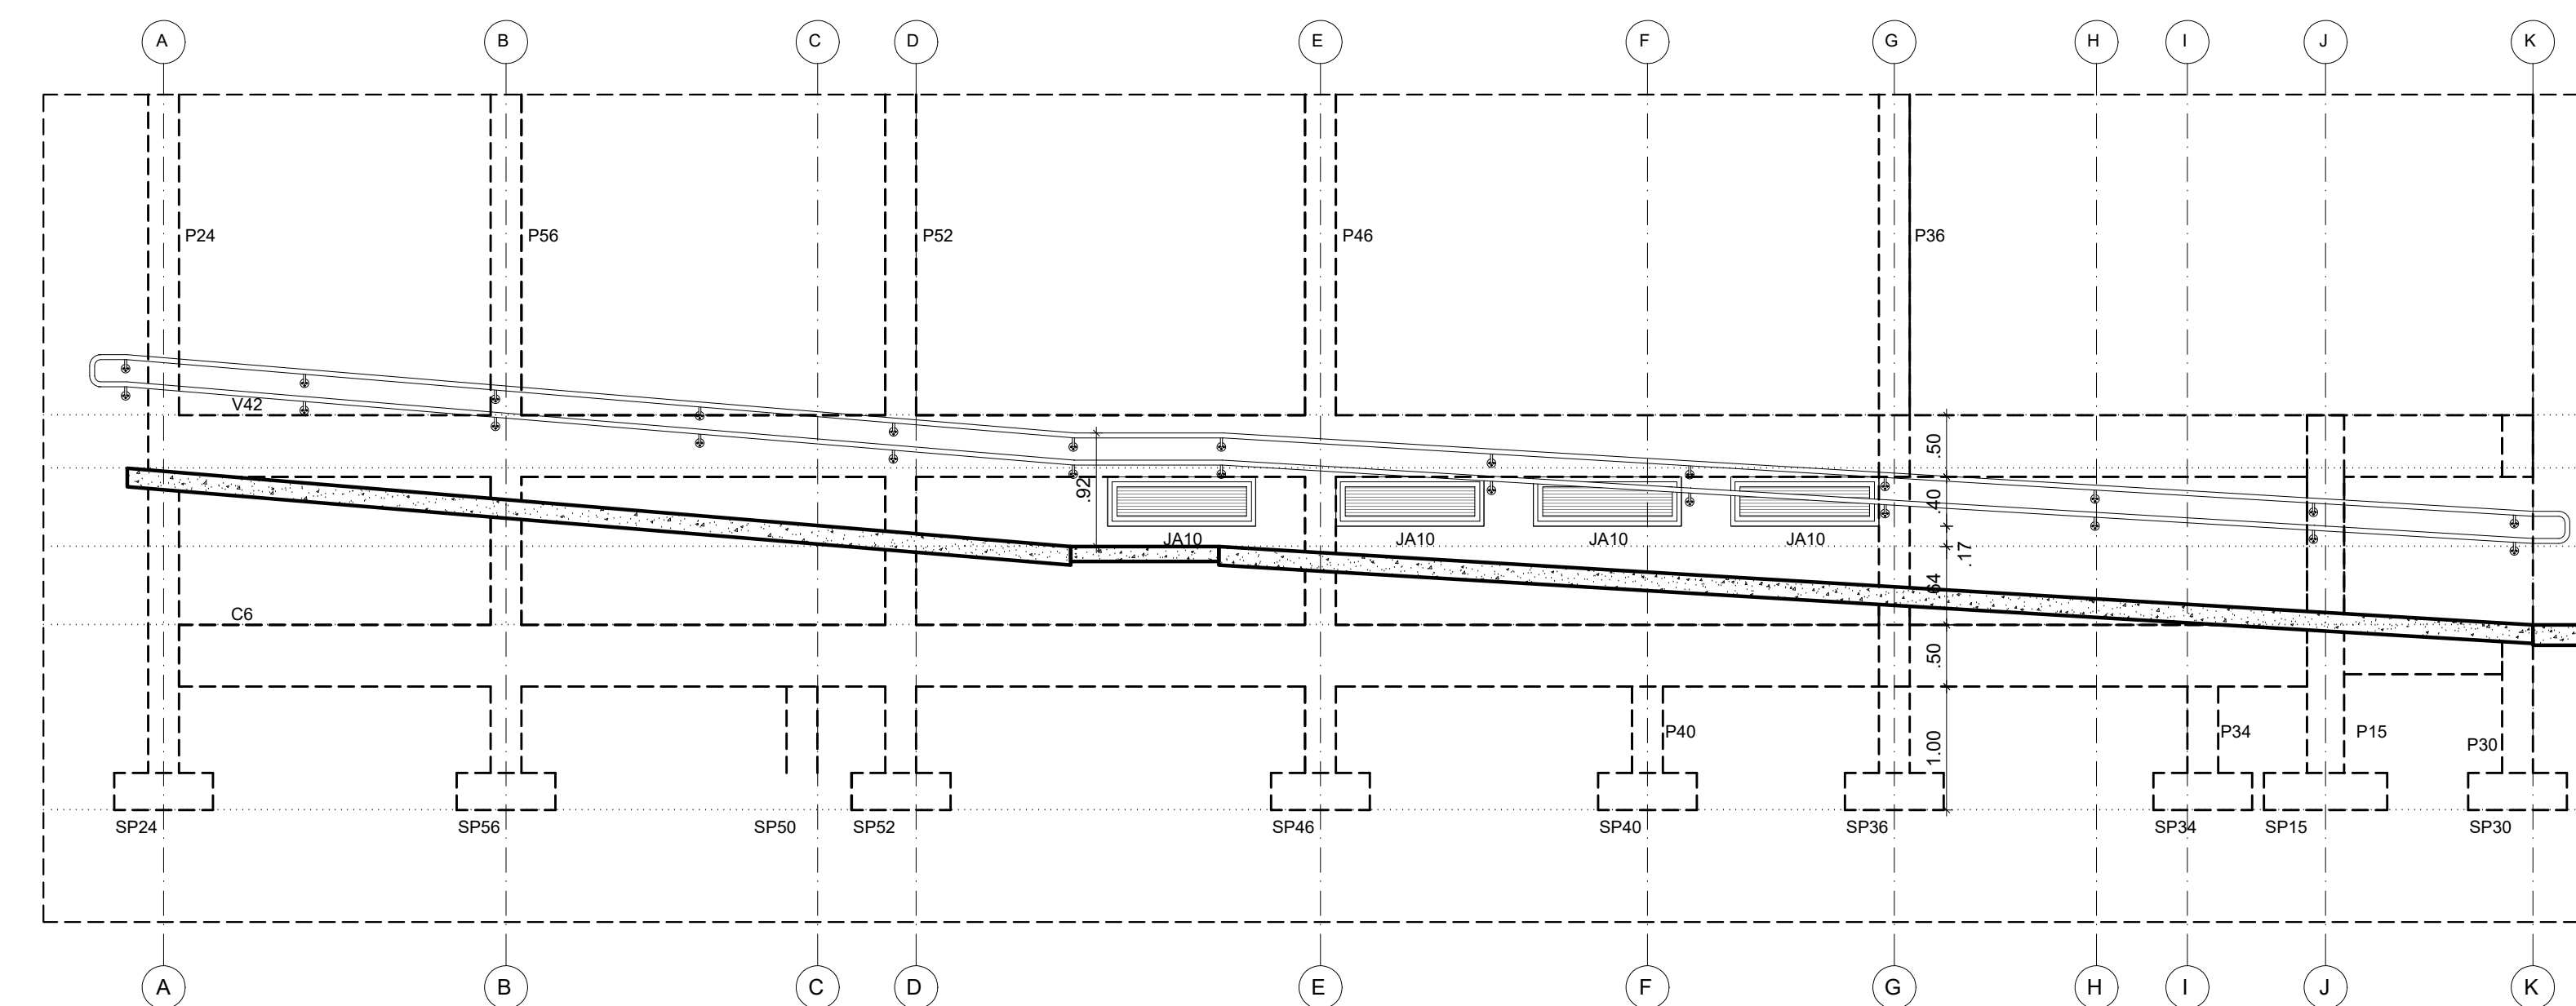 A B C D E F G H I J K
P24 P56 P52 P46 P36
V42
.50
.92 .40
JA10 JA10 JA10 JA10
.17
.64
C6
.50
P40 P34 P15
1.00 P30
SP24 SP56 SP50 SP52 SP46 SP40 SP36 SP34 SP15 SP30
A B C D E F G H I J K